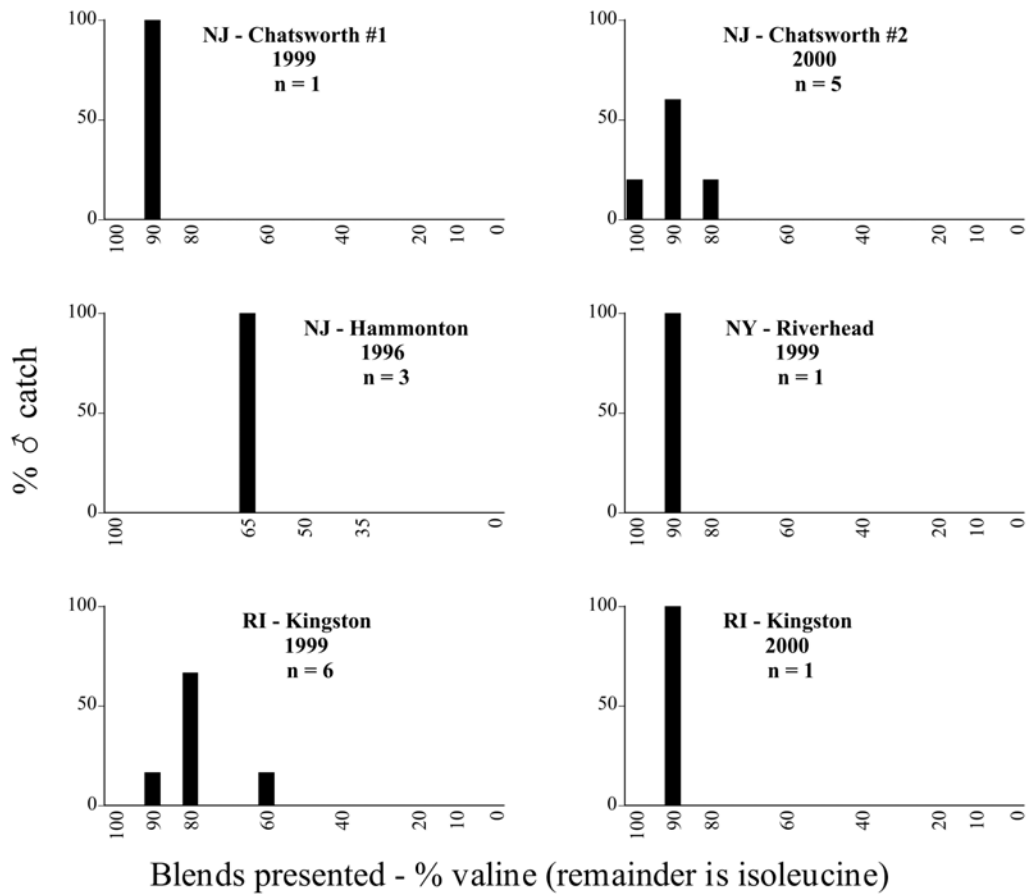 NJ - Chatsworth #1
1999
n = 1
100
50
0
100 90 80 60 40 20 10 0
NJ - Chatsworth #2
2000
n = 5
100
50
0
100 90 80 60 40 20 10 0
NJ - Hammonton
1996
n = 3
100
50
0
100 65 50 35 0
NY - Riverhead
1999
n = 1
100
50
0
100 90 80 60 40 20 10 0
RI - Kingston
1999
n = 6
100
50
0
100 90 80 60 40 20 10 0
RI - Kingston
2000
n = 1
100
50
0
100 90 80 60 40 20 10 0
% ♂ catch
Blends presented - % valine (remainder is isoleucine)